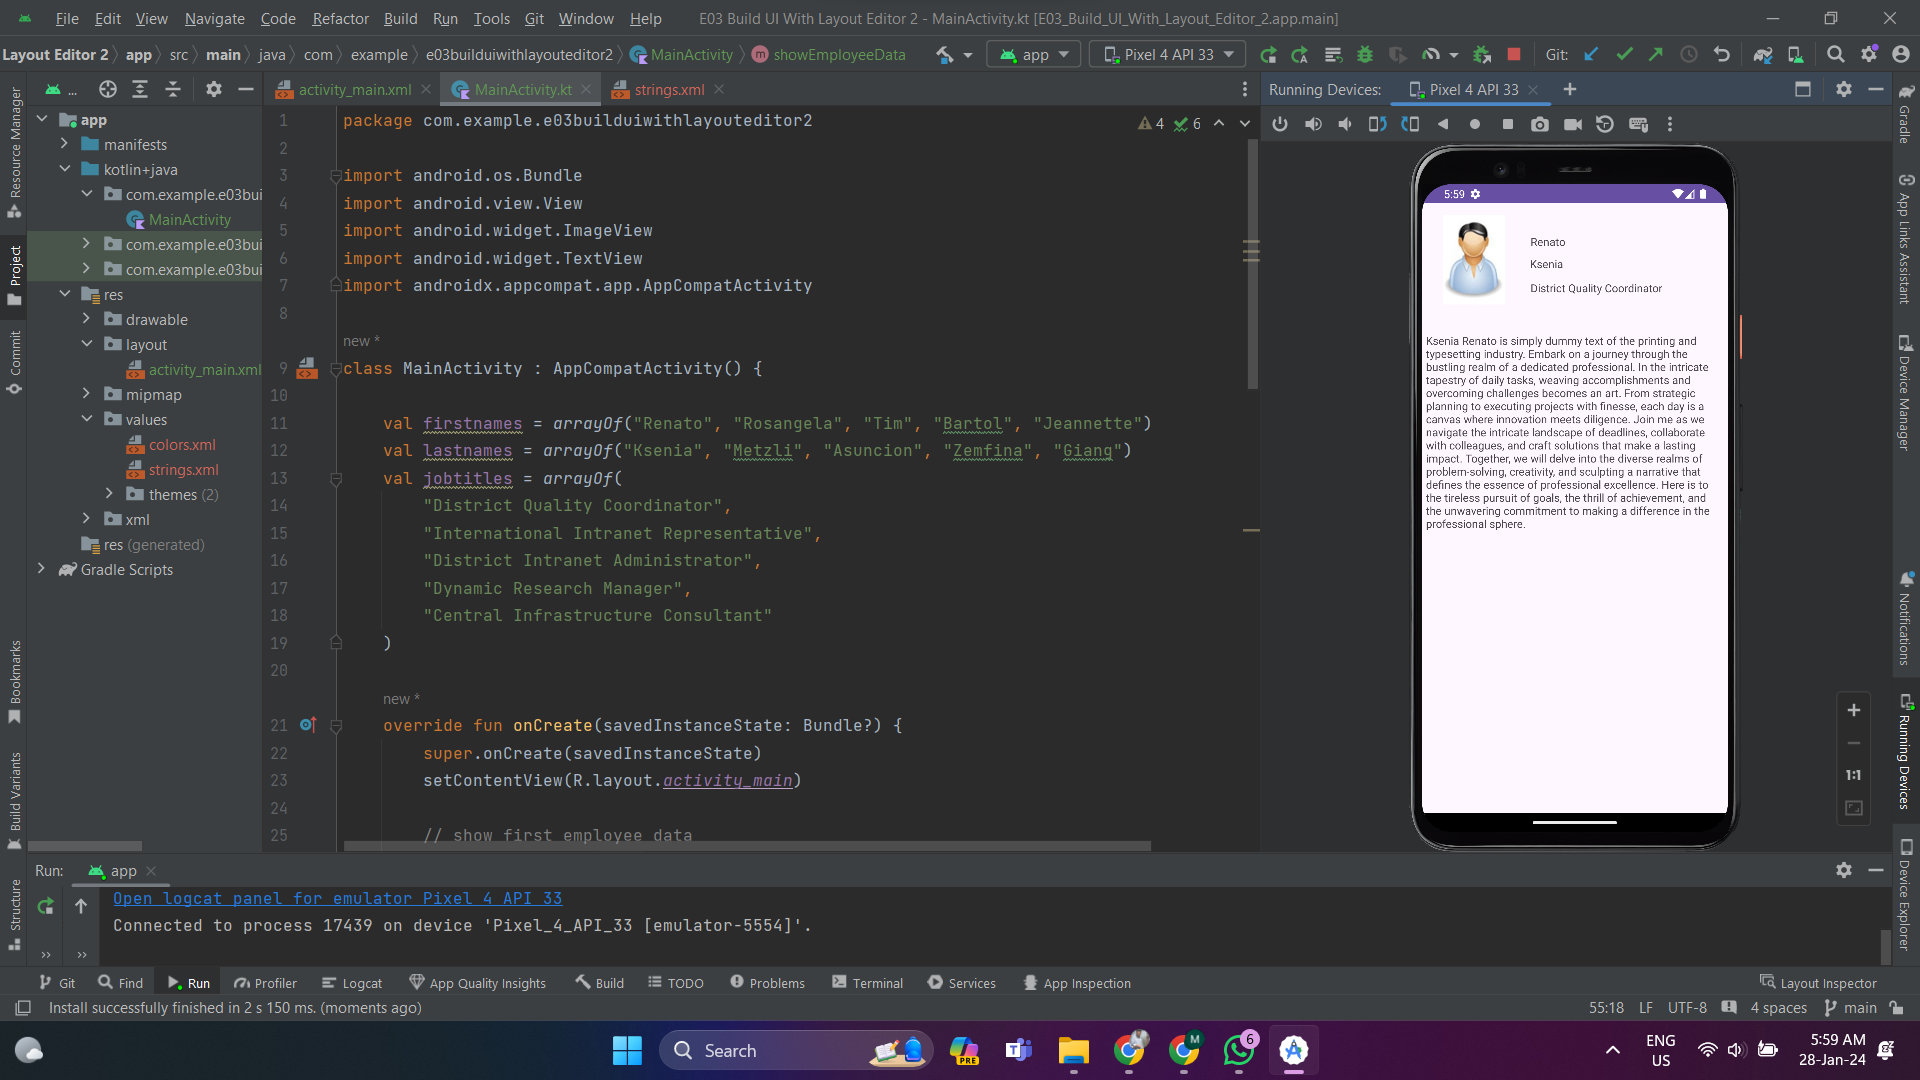 File Edit View Navigate Code Refactor Build Run Tools Git Window Help E03 Build UI With Layout Editor 2 - MainActivity.kt [E03_Build_UI_With_Layout_Editor_2.app.main]
Layout Editor 2 app src main java com example e03builduiwithlayouteditor2 MainActivity showEmployeeData app Pixel 4 API 33 Git:
... activity_main.xml MainActivity.kt strings.xml Running Devices: Pixel 4 API 33
Resource Manager
Project
Commit
Bookmarks
Build Variants
Structure
app
manifests
kotlin+java
com.example.e03bui
MainActivity
com.example.e03bui
com.example.e03bui
res
drawable
layout
activity_main.xml
mipmap
values
colors.xml
strings.xml
themes (2)
xml
res (generated)
Gradle Scripts
4 6
1 package com.example.e03builduiwithlayouteditor2
2
3 import android.os.Bundle
4 import android.view.View
5 import android.widget.ImageView
6 import android.widget.TextView
7 import androidx.appcompat.app.AppCompatActivity
8
new *
9 class MainActivity : AppCompatActivity() {
10
11 val firstnames = arrayOf("Renato", "Rosangela", "Tim", "Bartol", "Jeannette")
12 val lastnames = arrayOf("Ksenia", "Metzli", "Asuncion", "Zemfina", "Giang")
13 val jobtitles = arrayOf(
14 "District Quality Coordinator",
15 "International Intranet Representative",
16 "District Intranet Administrator",
17 "Dynamic Research Manager",
18 "Central Infrastructure Consultant"
19 )
20
new *
21 override fun onCreate(savedInstanceState: Bundle?) {
22 super.onCreate(savedInstanceState)
23 setContentView(R.layout.activity_main)
24
25 // show first employee data
5:59
Renato
Ksenia
District Quality Coordinator
Ksenia Renato is simply dummy text of the printing and
typesetting industry. Embark on a journey through the
bustling realm of a dedicated professional. In the intricate
tapestry of daily tasks, weaving accomplishments and
overcoming challenges becomes an art. From strategic
planning to executing projects with finesse, each day is a
canvas where innovation meets diligence. Join me as we
navigate the intricate landscape of deadlines, collaborate
with colleagues, and craft solutions that make a lasting
impact. Together, we will delve into the diverse realms of
problem-solving, creativity, and sculpting a narrative that
defines the essence of professional excellence. Here is to
the tireless pursuit of goals, the thrill of achievement, and
the unwavering commitment to making a difference in the
professional sphere.
1:1
Gradle
App Links Assistant
Device Manager
Notifications
Running Devices
Device Explorer
Run: app
Open logcat panel for emulator Pixel 4 API 33
Connected to process 17439 on device 'Pixel_4_API_33 [emulator-5554]'.
Git Find Run Profiler Logcat App Quality Insights Build TODO Problems Terminal Services App Inspection Layout Inspector
Install successfully finished in 2 s 150 ms. (moments ago) 55:18 LF UTF-8 4 spaces main
Search PRE M 6 ENG US 5:59 AM 28-Jan-24